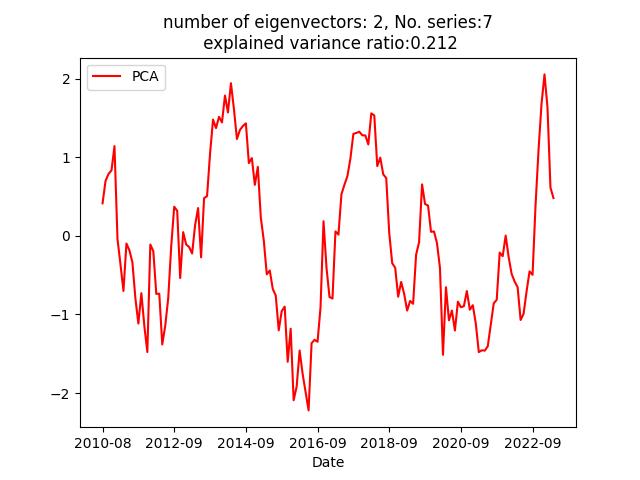 number of eigenvectors: 2, No. series:7
explained variance ratio:0.212
PCA
2
1
0
−1
−2
2010-08 2012-09 2014-09 2016-09 2018-09 2020-09 2022-09
Date